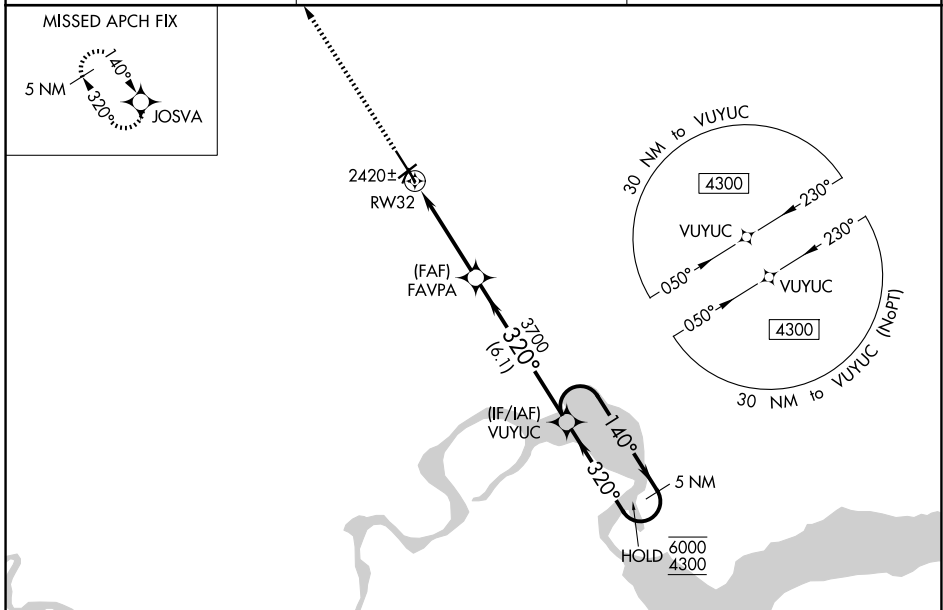 MISSED APCH FIX
140°
5 NM
320°
JOSVA
2420±
RW32
(FAF)
FAVPA
3700
320°
(6.1)
(IF/IAF)
VUYUC
140°
320°
5 NM
HOLD
6000
4300
30 NM to VUYUC
4300
230°
VUYUC
050°
230°
VUYUC
050°
4300
30 NM to VUYUC (NoPT)